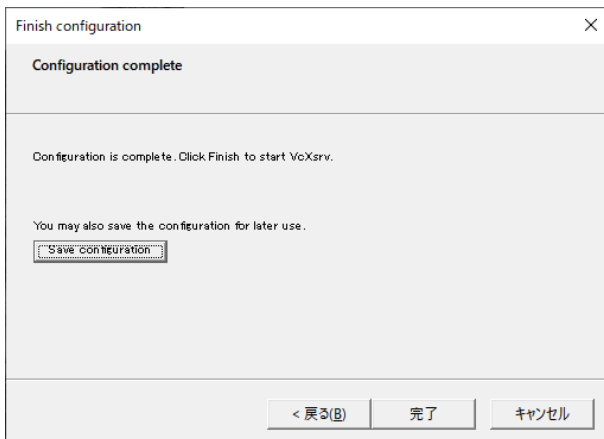 Finish configuration
Configuration complete
Configuration is complete. Click Finish to start VcXsrv.
You may also save the configuration for later use.
Save configuration
< 戻る(B)
完了
キャンセル